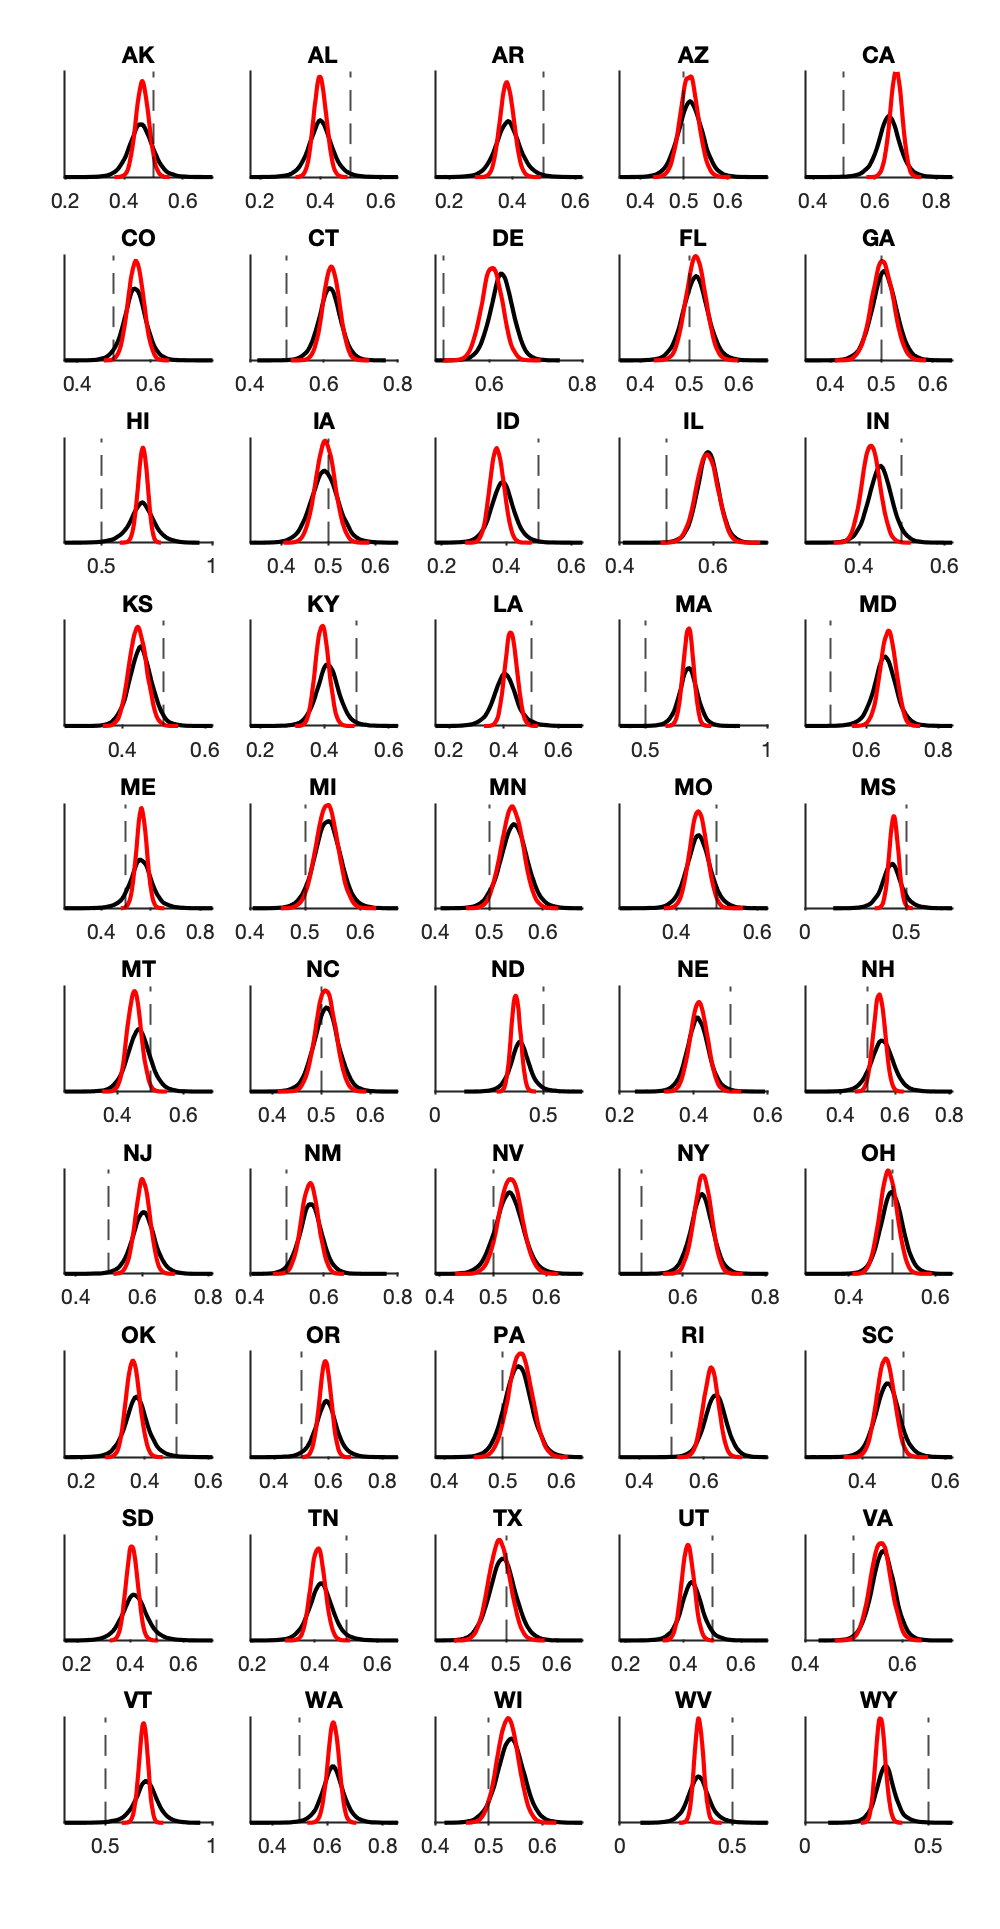 AK AL AR AZ CA
0.2 0.4 0.6 0.2 0.4 0.6 0.2 0.4 0.6 0.4 0.5 0.6 0.4 0.6 0.8
CO CT DE FL GA
0.4 0.6 0.4 0.6 0.8 0.6 0.8 0.4 0.5 0.6 0.4 0.5 0.6
HI IA ID IL IN
0.5 1 0.4 0.5 0.6 0.2 0.4 0.6 0.4 0.6 0.4 0.6
KS KY LA MA MD
0.4 0.6 0.2 0.4 0.6 0.2 0.4 0.6 0.5 1 0.6 0.8
ME MI MN MO MS
0.4 0.6 0.8 0.4 0.5 0.6 0.4 0.5 0.6 0.4 0.6 0 0.5
MT NC ND NE NH
0.4 0.6 0.4 0.5 0.6 0 0.5 0.2 0.4 0.6 0.4 0.6 0.8
NJ NM NV NY OH
0.4 0.6 0.8 0.4 0.6 0.8 0.4 0.5 0.6 0.6 0.8 0.4 0.6
OK OR PA RI SC
0.2 0.4 0.6 0.4 0.6 0.8 0.4 0.5 0.6 0.4 0.6 0.4 0.6
SD TN TX UT VA
0.2 0.4 0.6 0.2 0.4 0.6 0.4 0.5 0.6 0.2 0.4 0.6 0.4 0.6
VT WA WI WV WY
0.5 1 0.4 0.6 0.8 0.4 0.5 0.6 0 0.5 0 0.5